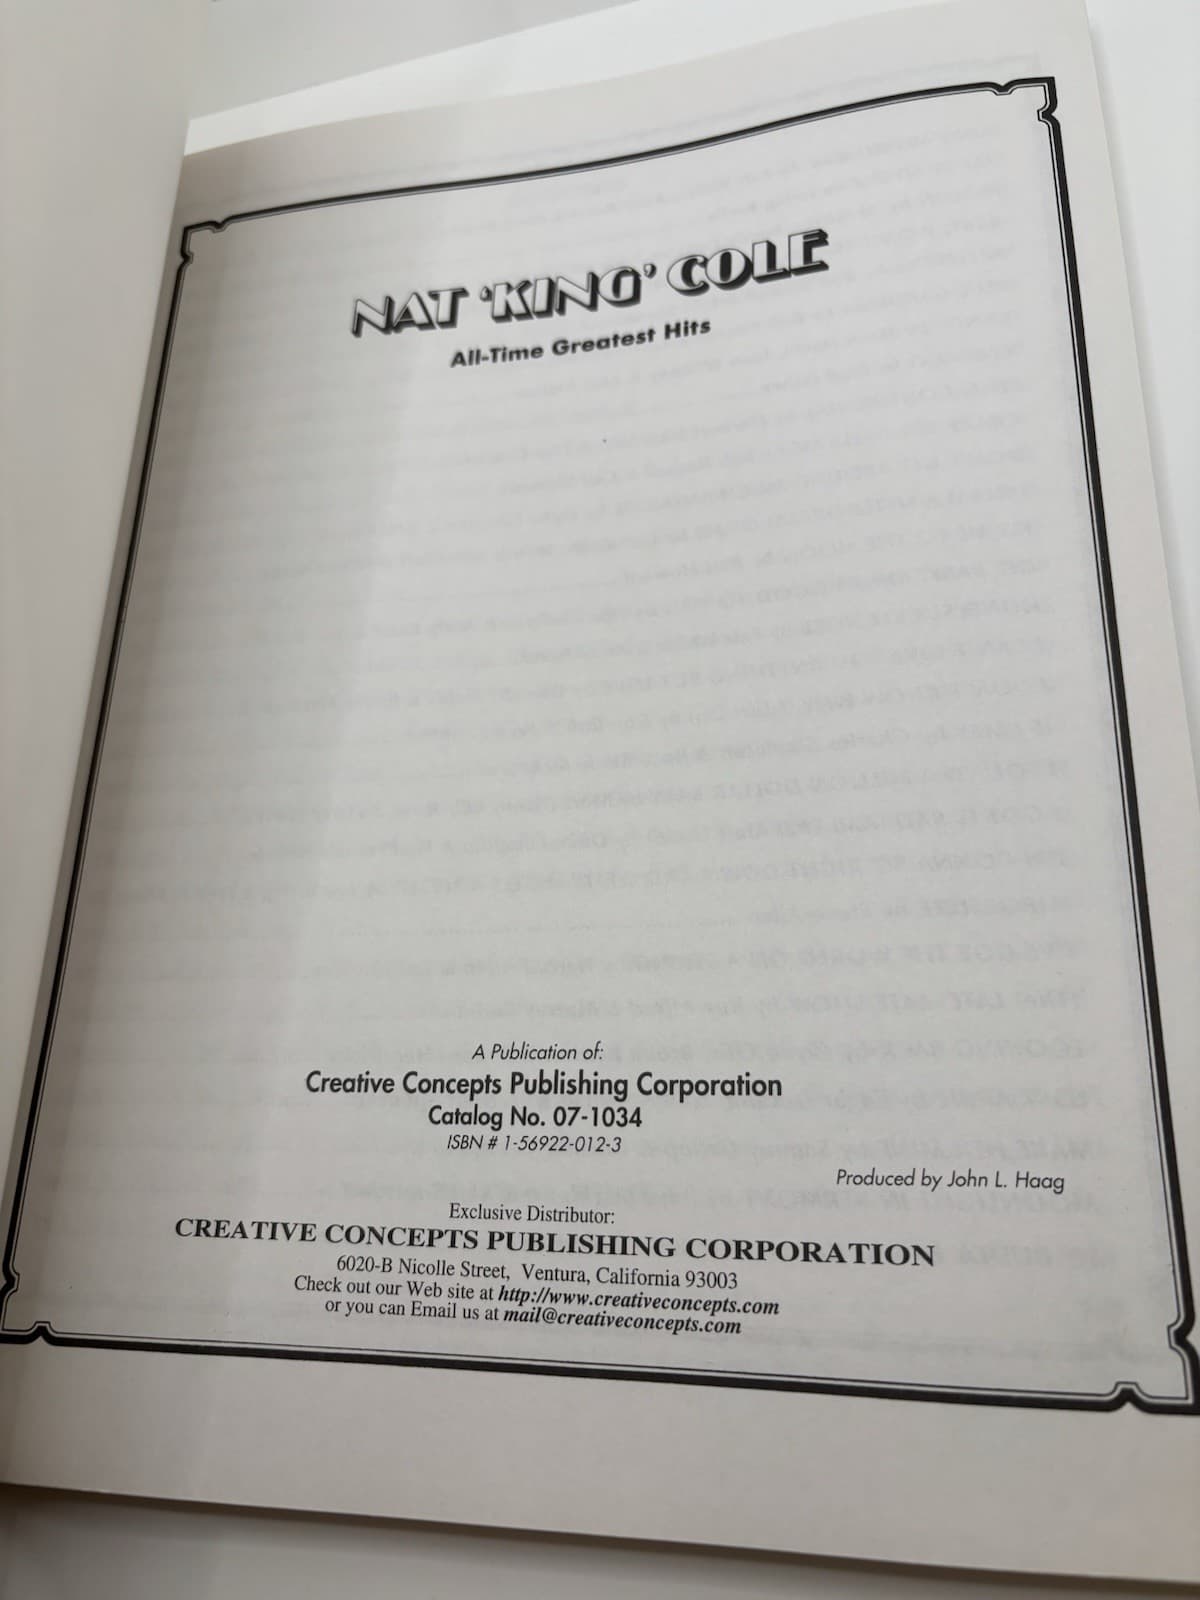 NAT 'KING' COLE
All-Time Greatest Hits
A Publication of:
Creative Concepts Publishing Corporation
Catalog No. 07-1034
ISBN # 1-56922-012-3
Produced by John L. Haag
Exclusive Distributor:
CREATIVE CONCEPTS PUBLISHING CORPORATION
6020-B Nicolle Street, Ventura, California 93003
Check out our Web site at http://www.creativeconcepts.com
or you can Email us at mail@creativeconcepts.com